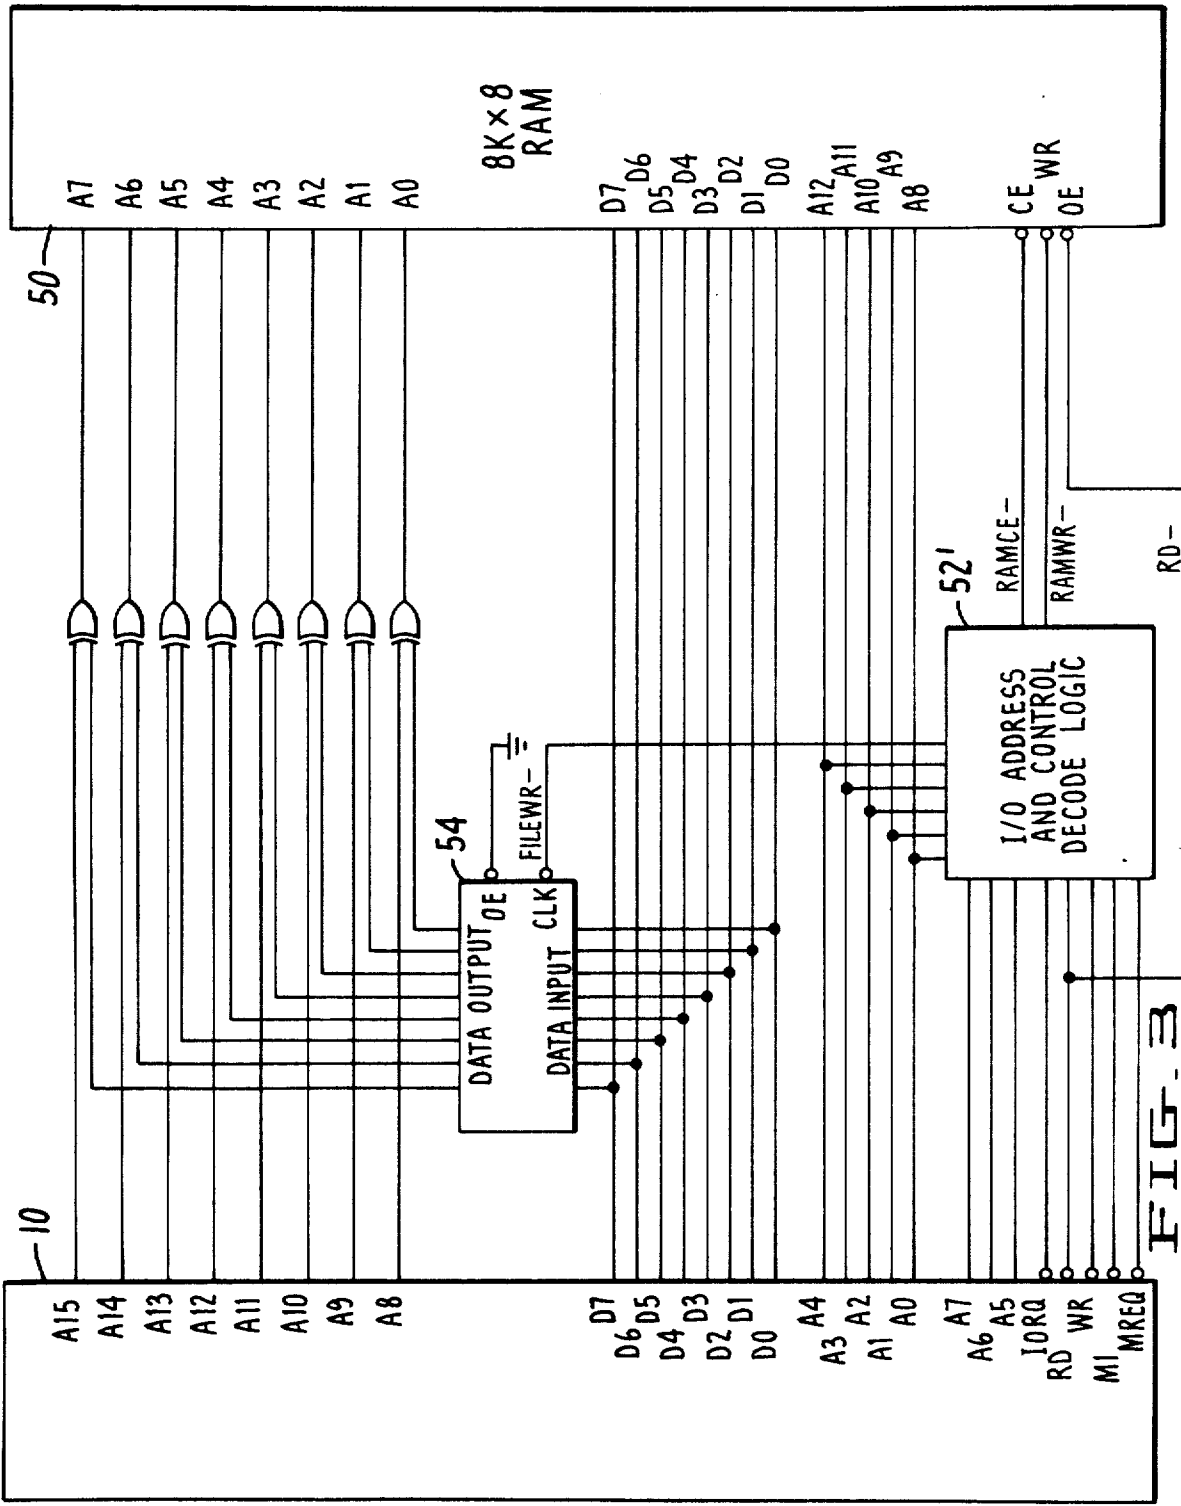 10
A15
A14
A13
A12
A11
A10
A9
A8
D7
D6
D5
D4
D3
D2
D1
D0
A4
A3
A2
A1
A0
A7
A6
A5
IORQ
RD
WR
M1
MREQ
54
DATA OUTPUT
OE
CLK
DATA INPUT
FILEWR-
52'
I/O ADDRESS
AND CONTROL
DECODE LOGIC
RAMCE-
RAMWR-
RD-
50
A7
A6
A5
A4
A3
A2
A1
A0
8K×8
RAM
D7
D6
D5
D4
D3
D2
D1
D0
A12
A11
A10
A9
A8
CE
WR
OE
FIG. 3